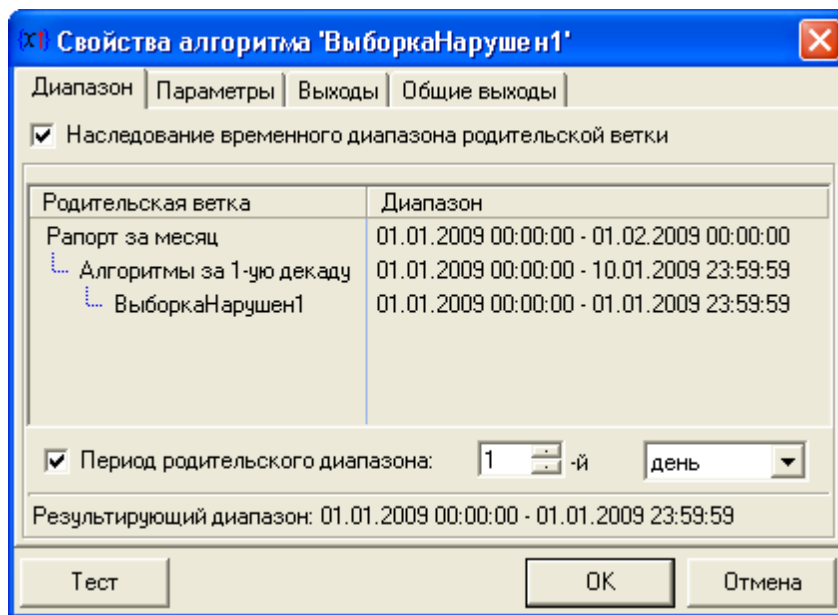 Свойства алгоритма 'ВыборкаНарушен1'
Диапазон Параметры Выходы Общие выходы
Наследование временного диапазона родительской ветки
Родительская ветка Диапазон
Рапорт за месяц 01.01.2009 00:00:00 - 01.02.2009 00:00:00
Алгоритмы за 1-ую декаду 01.01.2009 00:00:00 - 10.01.2009 23:59:59
ВыборкаНарушен1 01.01.2009 00:00:00 - 01.01.2009 23:59:59
Период родительского диапазона: 1 -й день
Результирующий диапазон: 01.01.2009 00:00:00 - 01.01.2009 23:59:59
Тест OK Отмена